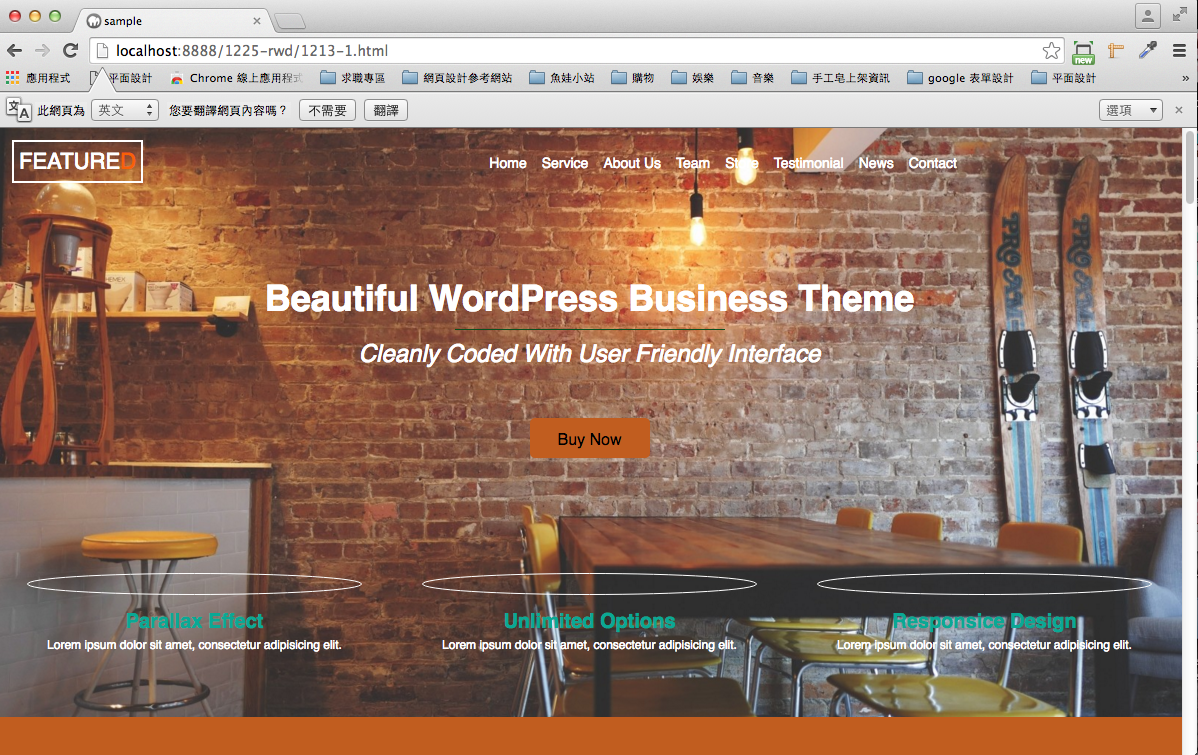 sample
localhost:8888/1225-rwd/1213-1.html
new
應用程式 平面設計 Chrome 線上應用程式 求職專區 網頁設計參考網站 魚娃小站 購物 娛樂 音樂 手工皂上架資訊 google 表單設計 平面設計 »
此網頁為 英文 您要翻譯網頁內容嗎？ 不需要 翻譯 選項
FEATURED
Home Service About Us Team Store Testimonial News Contact
PRO JAM PRO JAM
Beautiful WordPress Business Theme
Cleanly Coded With User Friendly Interface
Buy Now
Parallax Effect Unlimited Options Responsice Design
Lorem ipsum dolor sit amet, consectetur adipisicing elit. Lorem ipsum dolor sit amet, consectetur adipisicing elit. Lorem ipsum dolor sit amet, consectetur adipisicing elit.